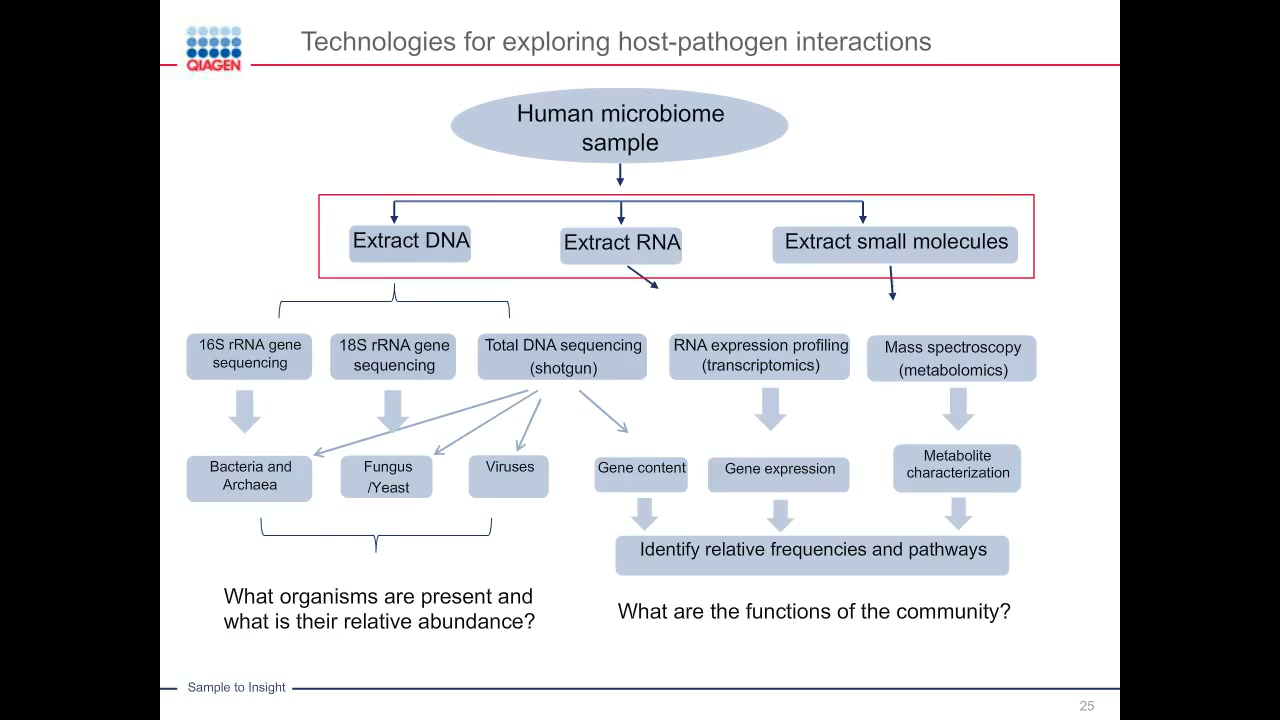 QIAGEN
Technologies for exploring host-pathogen interactions
Human microbiome
sample
Extract DNA
Extract RNA
Extract small molecules
16S rRNA gene
sequencing
18S rRNA gene
sequencing
Total DNA sequencing
(shotgun)
RNA expression profiling
(transcriptomics)
Mass spectroscopy
(metabolomics)
Bacteria and
Archaea
Fungus
/Yeast
Viruses
Gene content
Gene expression
Metabolite
characterization
Identify relative frequencies and pathways
What organisms are present and
what is their relative abundance?
What are the functions of the community?
Sample to Insight
25